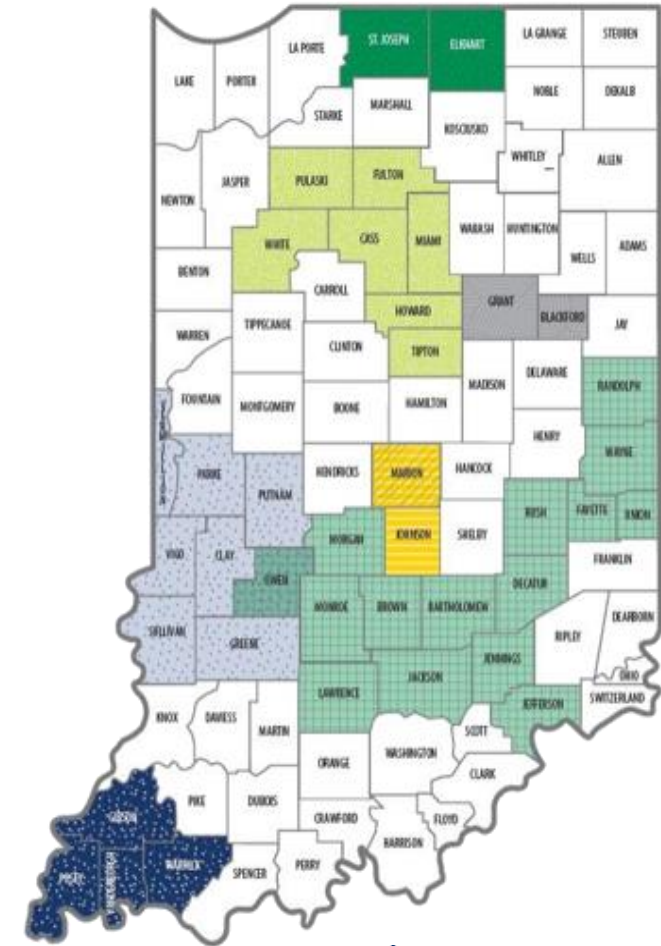 ST. JOSEPH
ELKHART
LA GRANGE
STEUBEN
LA PORTE
LAKE
PORTER
NOBLE
DEKALB
MARSHALL
STARKE
KOSCIUSKO
WHITLEY
ALLEN
JASPER
PULASKI
FULTON
NEWTON
WHITE
CASS
MIAMI
WABASH
HUNTINGTON
WELLS
ADAMS
BENTON
CARROLL
GRANT
BLACKFORD
HOWARD
JAY
WARREN
TIPPECANOE
CLINTON
TIPTON
DELAWARE
RANDOLPH
MADISON
FOUNTAIN
MONTGOMERY
BOONE
HAMILTON
HENRY
WAYNE
PARKE
HENDRICKS
MARION
HANCOCK
PUTNAM
RUSH
FAYETTE
UNION
MORGAN
JOHNSON
SHELBY
VIGO
CLAY
FRANKLIN
OWEN
DECATUR
MONROE
BROWN
BARTHOLOMEW
DEARBORN
SULLIVAN
RIPLEY
GREENE
JENNINGS
OHIO
LAWRENCE
JACKSON
JEFFERSON
SWITZERLAND
KNOX
DAVIESS
MARTIN
SCOTT
WASHINGTON
ORANGE
CLARK
PIKE
DUBOIS
GIBSON
CRAWFORD
FLOYD
HARRISON
POSEY
VANDERBURGH
WARRICK
SPENCER
PERRY